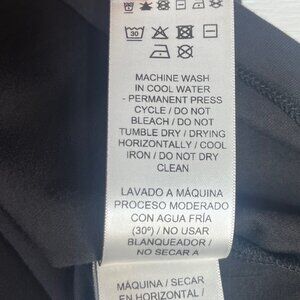 30
MACHINE WASH
IN COOL WATER
- PERMANENT PRESS
CYCLE / DO NOT
BLEACH / DO NOT
TUMBLE DRY / DRYING
HORIZONTALLY / COOL
IRON / DO NOT DRY
CLEAN
LAVADO A MÁQUINA
PROCESO MODERADO
CON AGUA FRÍA
(30º) / NO USAR
BLANQUEADOR /
NO SECAR A
MÁQUINA / SECAR
EN HORIZONTAL /